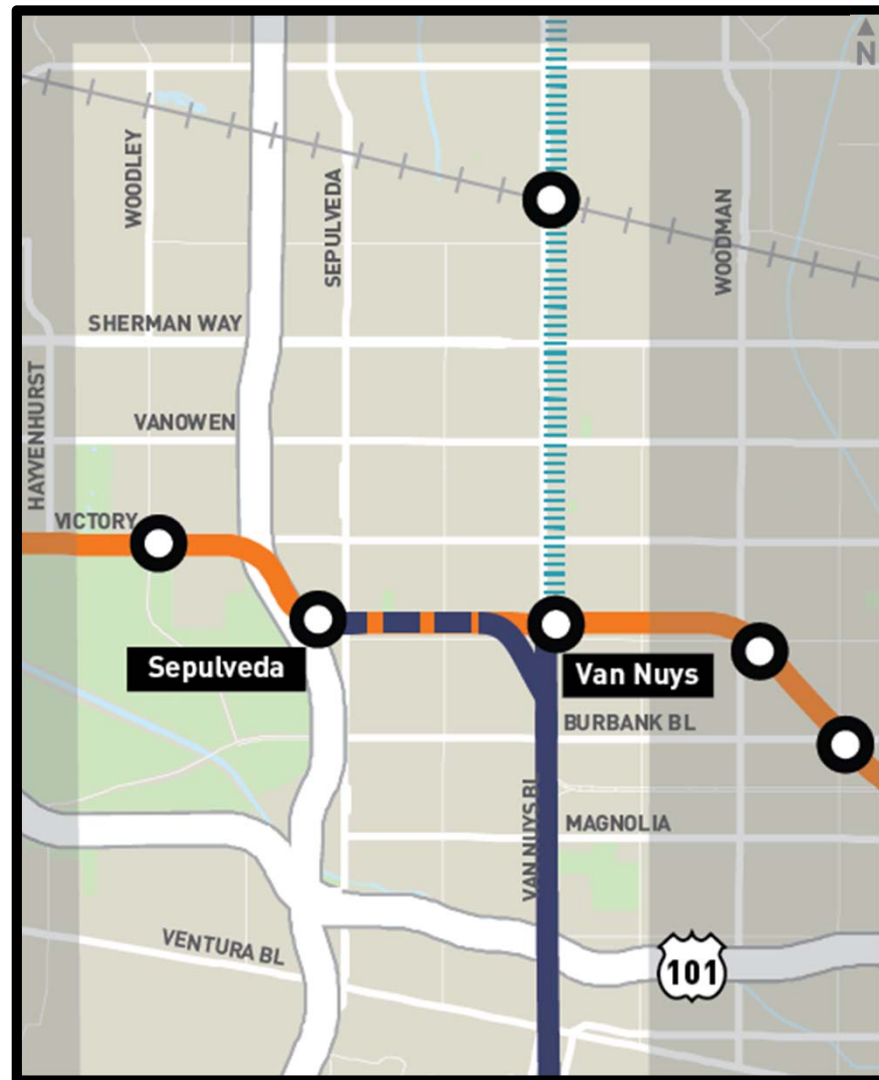 N
WOODLEY
SEPULVEDA
WOODMAN
SHERMAN WAY
HAYVENHURST
VANOWEN
VICTORY
Sepulveda
Van Nuys
BURBANK BL
VAN NUYS BL
MAGNOLIA
VENTURA BL
101